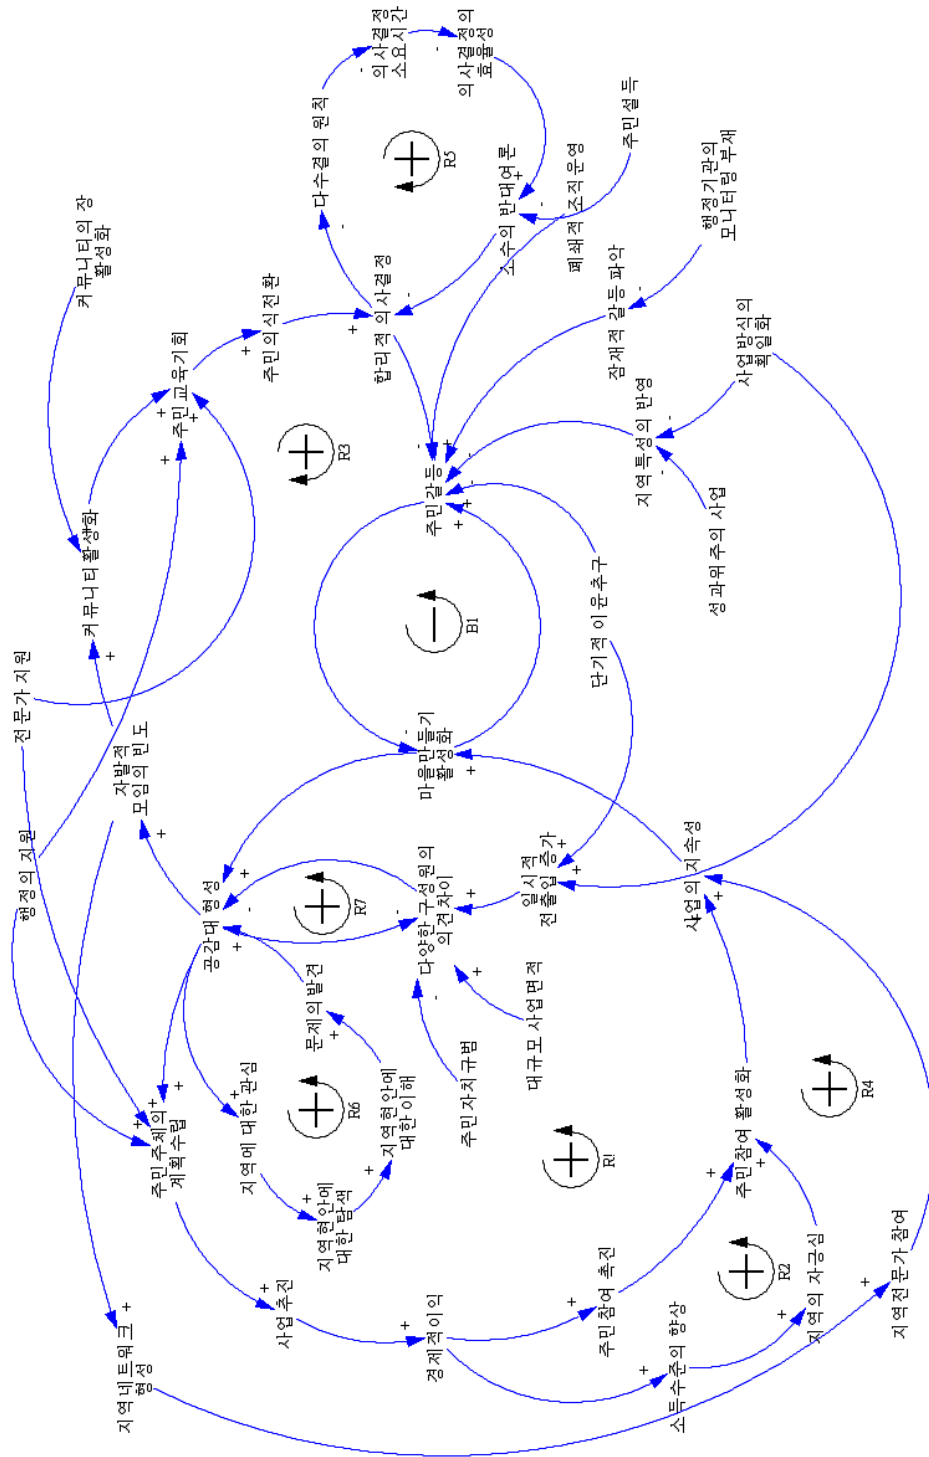 지역네트워크
형성
행정의 지원
전문가 지원
자발적
모임의 빈도
커뮤니티 활성화
커뮤니티의 장
활성화
주민 주체의
계획수립
공감대 형성
주민 교육기회
지역에 대한 관심
주민의식전환
사업추진
지역현안에
대한 탐색
문제의 발견
지역현안에
대한 이해
R6
R7
R3
다수결의 원칙
의사결정
소요시간
의사결정의
효율성
R5
합리적 의사결정
소수의 반대여론
경제적이익
다양한 구성원의
의견차이
마을만들기
활성화
주민갈등
B1
주민자치규범
대규모 사업면적
일시적
전출입 증가
단기적 이윤추구
폐쇄적 조직운영
주민설득
잠재적 갈등 파악
행정기관의
모니터링 부재
지역특성의 반영
사업방식의
획일화
성과위주의 사업
주민 참여 촉진
소득수준의 향상
R2
지역의 자긍심
주민참여 활성화
사업의 지속성
R4
지역전문가 참여